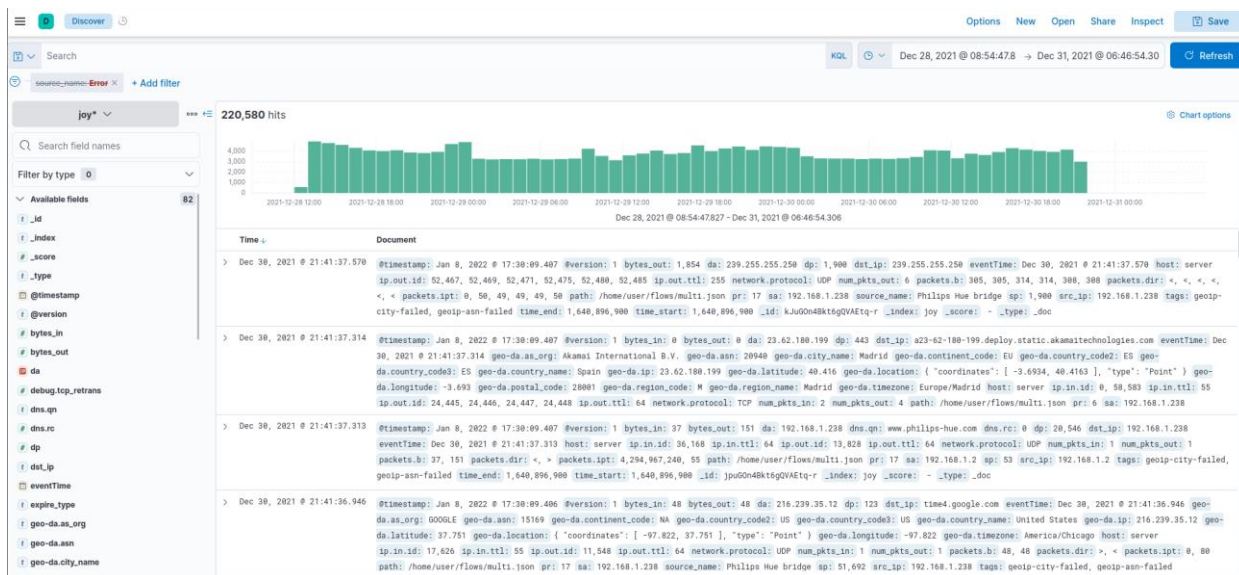 D Discover Options New Open Share Inspect Save
Search KQL Dec 28, 2021 @ 08:54:47.8 → Dec 31, 2021 @ 06:46:54.30 Refresh
source_name: Error × + Add filter
joy*
220,580 hits Chart options
Search field names
Filter by type 0
Available fields 82
t _id
t _index
# _score
t _type
@timestamp
t @version
# bytes_in
# bytes_out
da
# debug.tcp_retrans
t dns.qn
# dns.rc
# dp
t dst_ip
eventTime
t expire_type
t geo-da.as_org
# geo-da.asn
t geo-da.city_name
4,000
3,000
2,000
1,000
0
2021-12-28 12:00 2021-12-28 18:00 2021-12-29 00:00 2021-12-29 06:00 2021-12-29 12:00 2021-12-29 18:00 2021-12-30 00:00 2021-12-30 06:00 2021-12-30 12:00 2021-12-30 18:00 2021-12-31 00:00
Dec 28, 2021 @ 08:54:47.827 - Dec 31, 2021 @ 06:46:54.306
Time ↓ Document
> Dec 30, 2021 @ 21:41:37.570 @timestamp: Jan 8, 2022 @ 17:30:09.407 @version: 1 bytes_out: 1,854 da: 239.255.255.250 dp: 1,900 dst_ip: 239.255.255.250 eventTime: Dec 30, 2021 @ 21:41:37.570 host: server
ip.out.id: 52,467, 52,469, 52,471, 52,475, 52,480, 52,485 ip.out.ttl: 255 network.protocol: UDP num_pkts_out: 6 packets.b: 305, 305, 314, 314, 308, 308 packets.dir: <, <, <, <,
<, < packets.ipt: 0, 50, 49, 49, 49, 50 path: /home/user/flows/multi.json pr: 17 sa: 192.168.1.238 source_name: Philips Hue bridge sp: 1,900 src_ip: 192.168.1.238 tags: geoip-
city-failed, geoip-asn-failed time_end: 1,640,896,900 time_start: 1,640,896,900 _id: kJuGOn4Bkt6gQVAEtq-r _index: joy _score: - _type: _doc
> Dec 30, 2021 @ 21:41:37.314 @timestamp: Jan 8, 2022 @ 17:30:09.407 @version: 1 bytes_in: 0 bytes_out: 0 da: 23.62.180.199 dp: 443 dst_ip: a23-62-180-199.deploy.static.akamaitechnologies.com eventTime: Dec
30, 2021 @ 21:41:37.314 geo-da.as_org: Akamai International B.V. geo-da.asn: 20940 geo-da.city_name: Madrid geo-da.continent_code: EU geo-da.country_code2: ES geo-
da.country_code3: ES geo-da.country_name: Spain geo-da.ip: 23.62.180.199 geo-da.latitude: 40.416 geo-da.location: { "coordinates": [ -3.6934, 40.4163 ], "type": "Point" } geo-
da.longitude: -3.693 geo-da.postal_code: 28001 geo-da.region_code: M geo-da.region_name: Madrid geo-da.timezone: Europe/Madrid host: server ip.in.id: 0, 58,583 ip.in.ttl: 55
ip.out.id: 24,445, 24,446, 24,447, 24,448 ip.out.ttl: 64 network.protocol: TCP num_pkts_in: 2 num_pkts_out: 4 path: /home/user/flows/multi.json pr: 6 sa: 192.168.1.238
> Dec 30, 2021 @ 21:41:37.313 @timestamp: Jan 8, 2022 @ 17:30:09.407 @version: 1 bytes_in: 37 bytes_out: 151 da: 192.168.1.238 dns.qn: www.philips-hue.com dns.rc: 0 dp: 20,546 dst_ip: 192.168.1.238
eventTime: Dec 30, 2021 @ 21:41:37.313 host: server ip.in.id: 36,168 ip.in.ttl: 64 ip.out.id: 13,828 ip.out.ttl: 64 network.protocol: UDP num_pkts_in: 1 num_pkts_out: 1
packets.b: 37, 151 packets.dir: <, > packets.ipt: 4,294,967,240, 55 path: /home/user/flows/multi.json pr: 17 sa: 192.168.1.2 sp: 53 src_ip: 192.168.1.2 tags: geoip-city-failed,
geoip-asn-failed time_end: 1,640,896,900 time_start: 1,640,896,900 _id: jpuGOn4Bkt6gQVAEtq-r _index: joy _score: - _type: _doc
> Dec 30, 2021 @ 21:41:36.946 @timestamp: Jan 8, 2022 @ 17:30:09.406 @version: 1 bytes_in: 48 bytes_out: 48 da: 216.239.35.12 dp: 123 dst_ip: time4.google.com eventTime: Dec 30, 2021 @ 21:41:36.946 geo-
da.as_org: GOOGLE geo-da.asn: 15169 geo-da.continent_code: NA geo-da.country_code2: US geo-da.country_code3: US geo-da.country_name: United States geo-da.ip: 216.239.35.12 geo-
da.latitude: 37.751 geo-da.location: { "coordinates": [ -97.822, 37.751 ], "type": "Point" } geo-da.longitude: -97.822 geo-da.timezone: America/Chicago host: server
ip.in.id: 17,626 ip.in.ttl: 55 ip.out.id: 11,548 ip.out.ttl: 64 network.protocol: UDP num_pkts_in: 1 num_pkts_out: 1 packets.b: 48, 48 packets.dir: >, < packets.ipt: 0, 80
path: /home/user/flows/multi.json pr: 17 sa: 192.168.1.238 source_name: Philips Hue bridge sp: 51,692 src_ip: 192.168.1.238 tags: geoip-city-failed, geoip-asn-failed